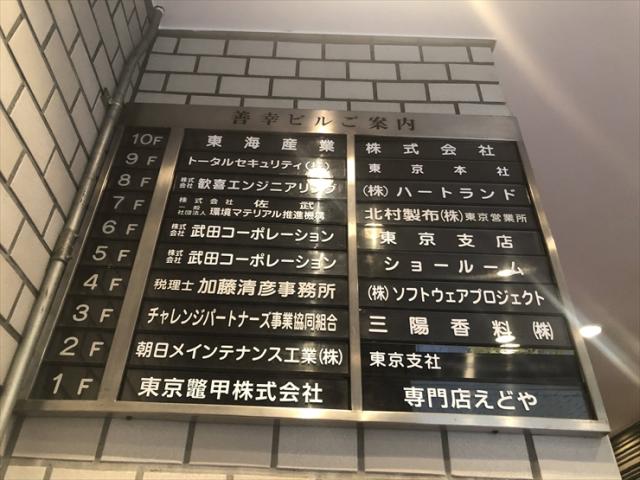 善幸ビルご案内
10F 東海産業 株式会社
9F トータルセキュリティ(株) 東京本社
8F 株式会社 歓喜エンジニアリング (株)ハートランド
7F 株式会社 佐武 一般社団法人 環境マテリアル推進機構 北村製布(株)東京営業所
6F 株式会社 武田コーポレーション 東京支店
5F 株式会社 武田コーポレーション ショールーム
4F 税理士 加藤清彦事務所 (株)ソフトウェアプロジェクト
3F チャレンジパートナーズ事業協同組合 三陽香料(株)
2F 朝日メインテナンス工業(株) 東京支社
1F 東京鼈甲株式会社 専門店えどや